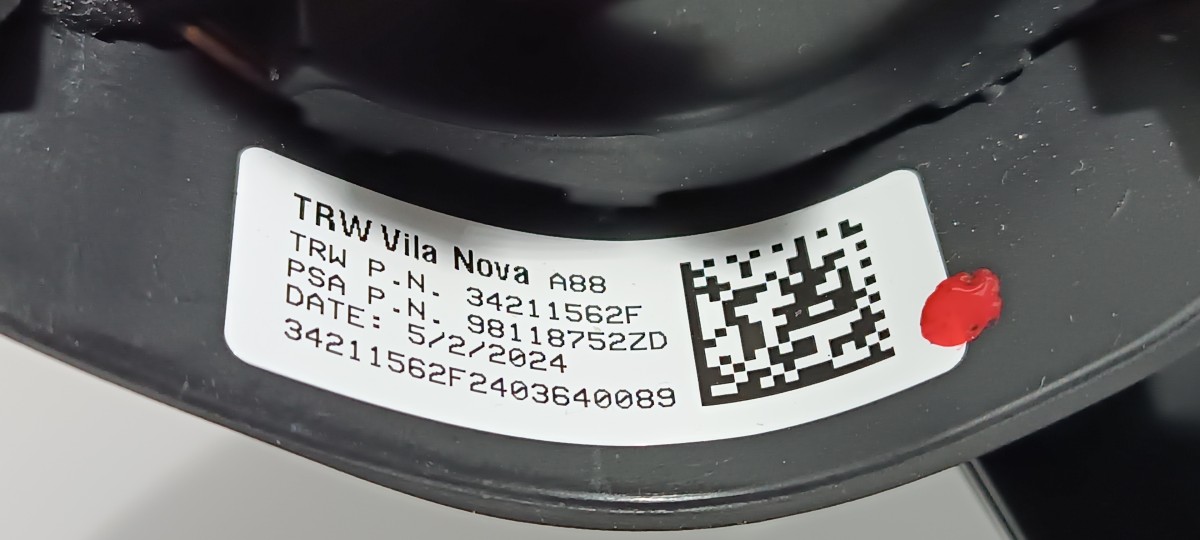 TRW Vila Nova A88
TRW P.N. 34211562F
PSA P.N. 98118752ZD
DATE: 5/2/2024
34211562F2403640089